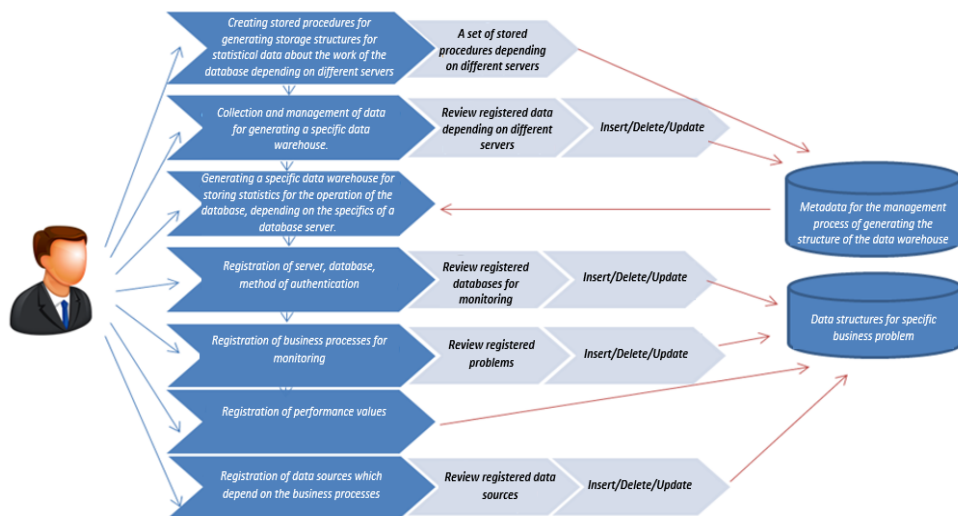 Creating stored procedures for
generating storage structures for
statistical data about the work of the
database depending on different servers
A set of stored
procedures depending
on different servers
Collection and management of data
for generating a specific data
warehouse.
Review registered data
depending on different
servers
Insert/Delete/Update
Generating a specific data warehouse for
storing statistics for the operation of the
database, depending on the specifics of a
database server.
Metadata for the management
process of generating the
structure of the data warehouse
Registration of server, database,
method of authentication
Review registered
databases for
monitoring
Insert/Delete/Update
Data structures for specific
business problem
Registration of business processes for
monitoring
Review registered
problems
Insert/Delete/Update
Registration of performance values
Registration of data sources which
depend on the business processes
Review registered data
sources
Insert/Delete/Update